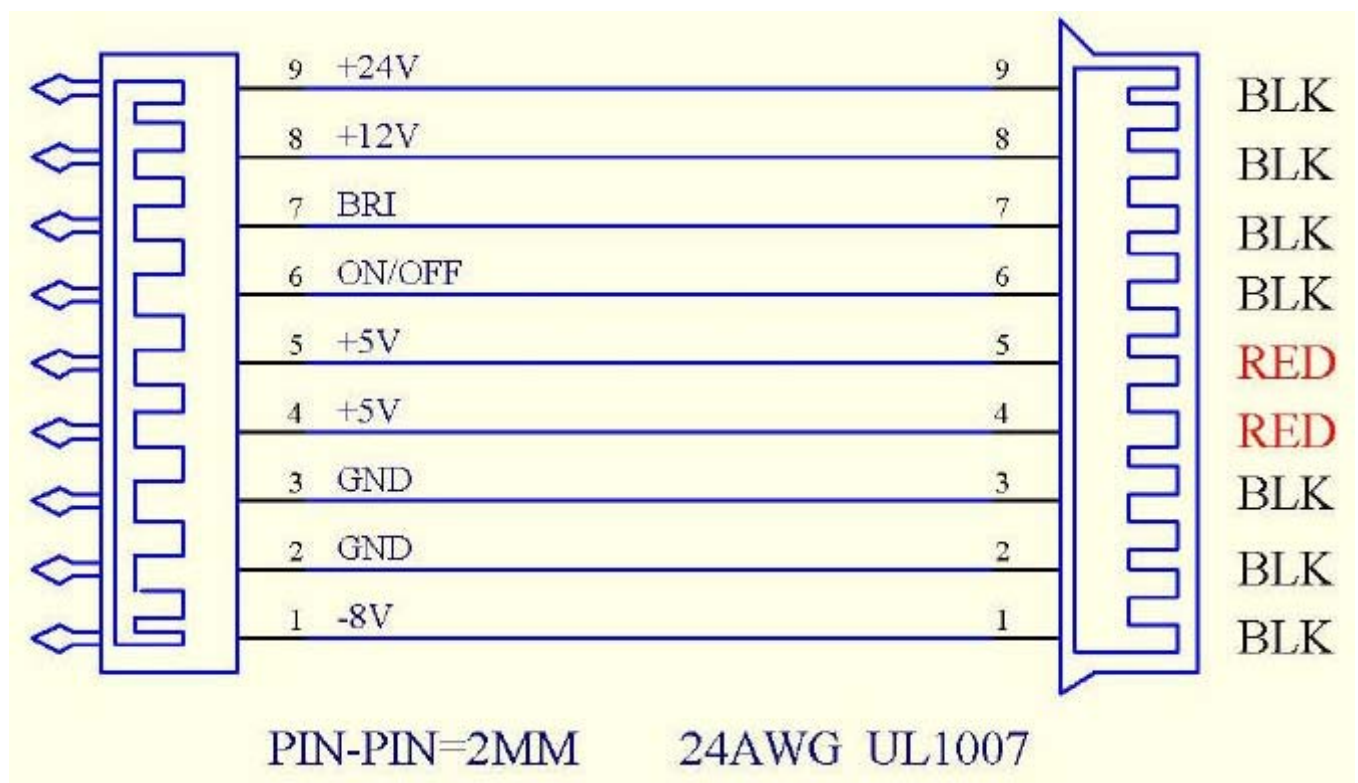 9 +24V 9 BLK
8 +12V 8 BLK
7 BRI 7 BLK
6 ON/OFF 6 BLK
5 +5V 5 RED
4 +5V 4 RED
3 GND 3 BLK
2 GND 2 BLK
1 -8V 1 BLK
PIN-PIN=2MM 24AWG UL1007